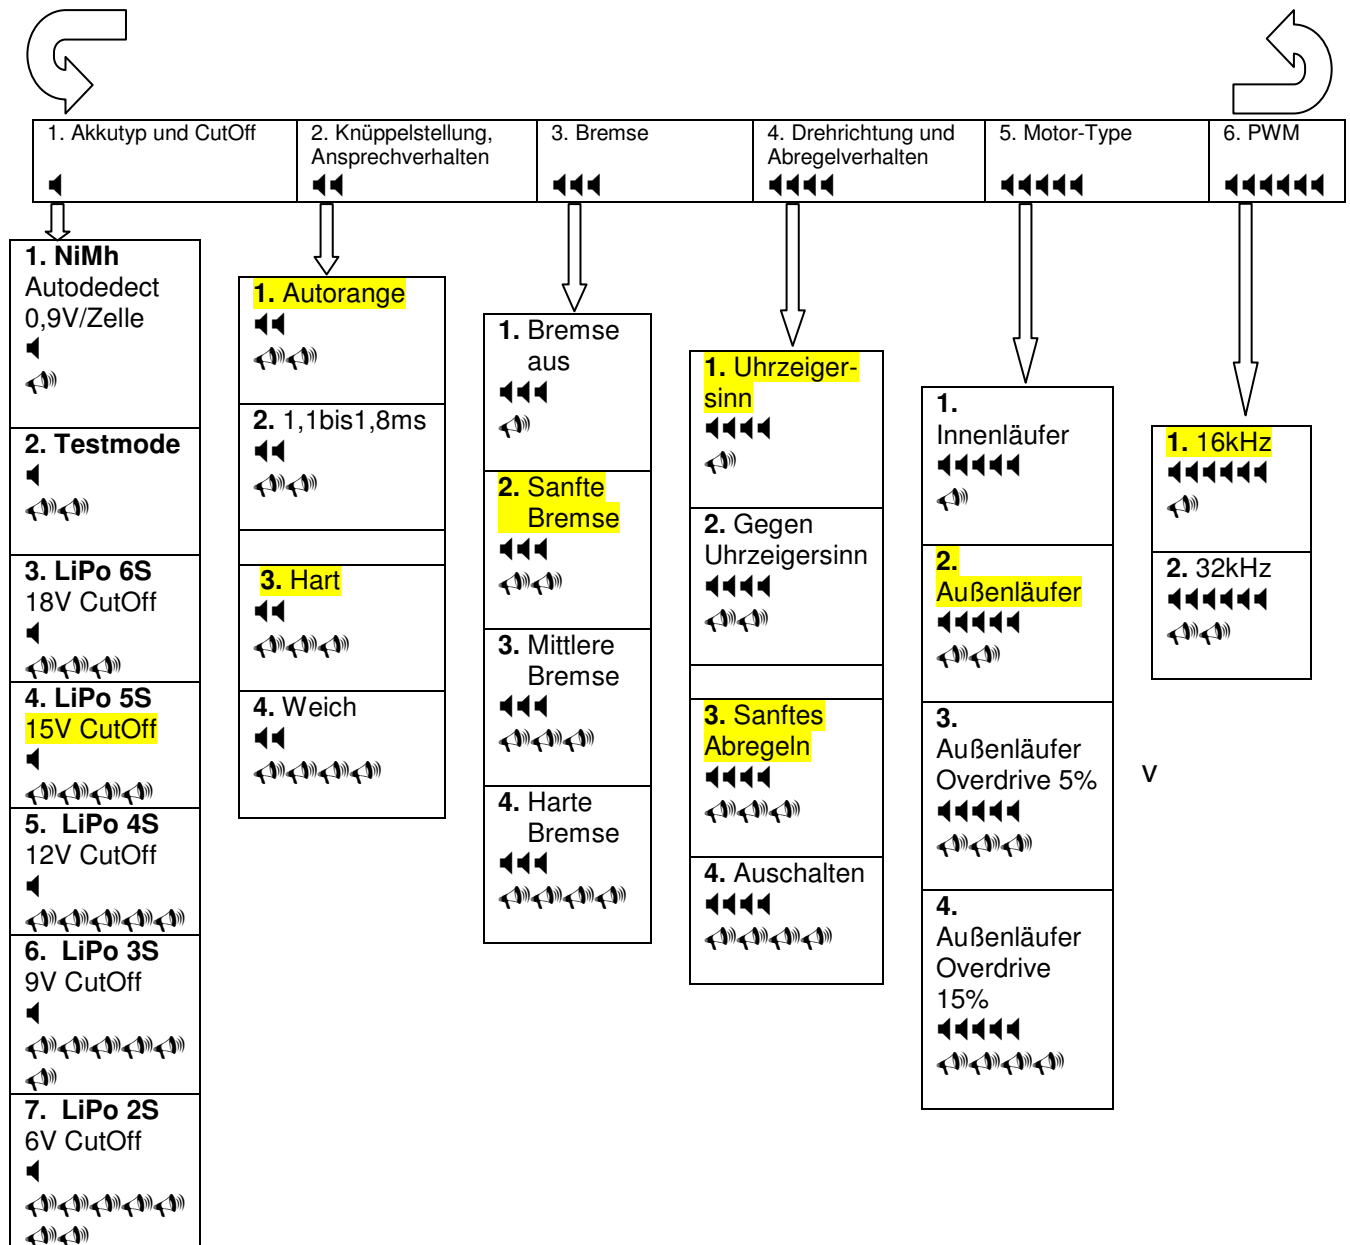 1. Akkutyp und CutOff
2. Knüppelstellung,
Ansprechverhalten
3. Bremse
4. Drehrichtung und
Abregelverhalten
5. Motor-Type
6. PWM
1. NiMh
Autodedect
0,9V/Zelle
2. Testmode
3. LiPo 6S
18V CutOff
4. LiPo 5S
15V CutOff
5. LiPo 4S
12V CutOff
6. LiPo 3S
9V CutOff
7. LiPo 2S
6V CutOff
1. Autorange
2. 1,1bis1,8ms
3. Hart
4. Weich
1. Bremse
aus
2. Sanfte
Bremse
3. Mittlere
Bremse
4. Harte
Bremse
1. Uhrzeiger-
sinn
2. Gegen
Uhrzeigersinn
3. Sanftes
Abregeln
4. Auschalten
1.
Innenläufer
2.
Außenläufer
3.
Außenläufer
Overdrive 5%
4.
Außenläufer
Overdrive
15%
v
1. 16kHz
2. 32kHz